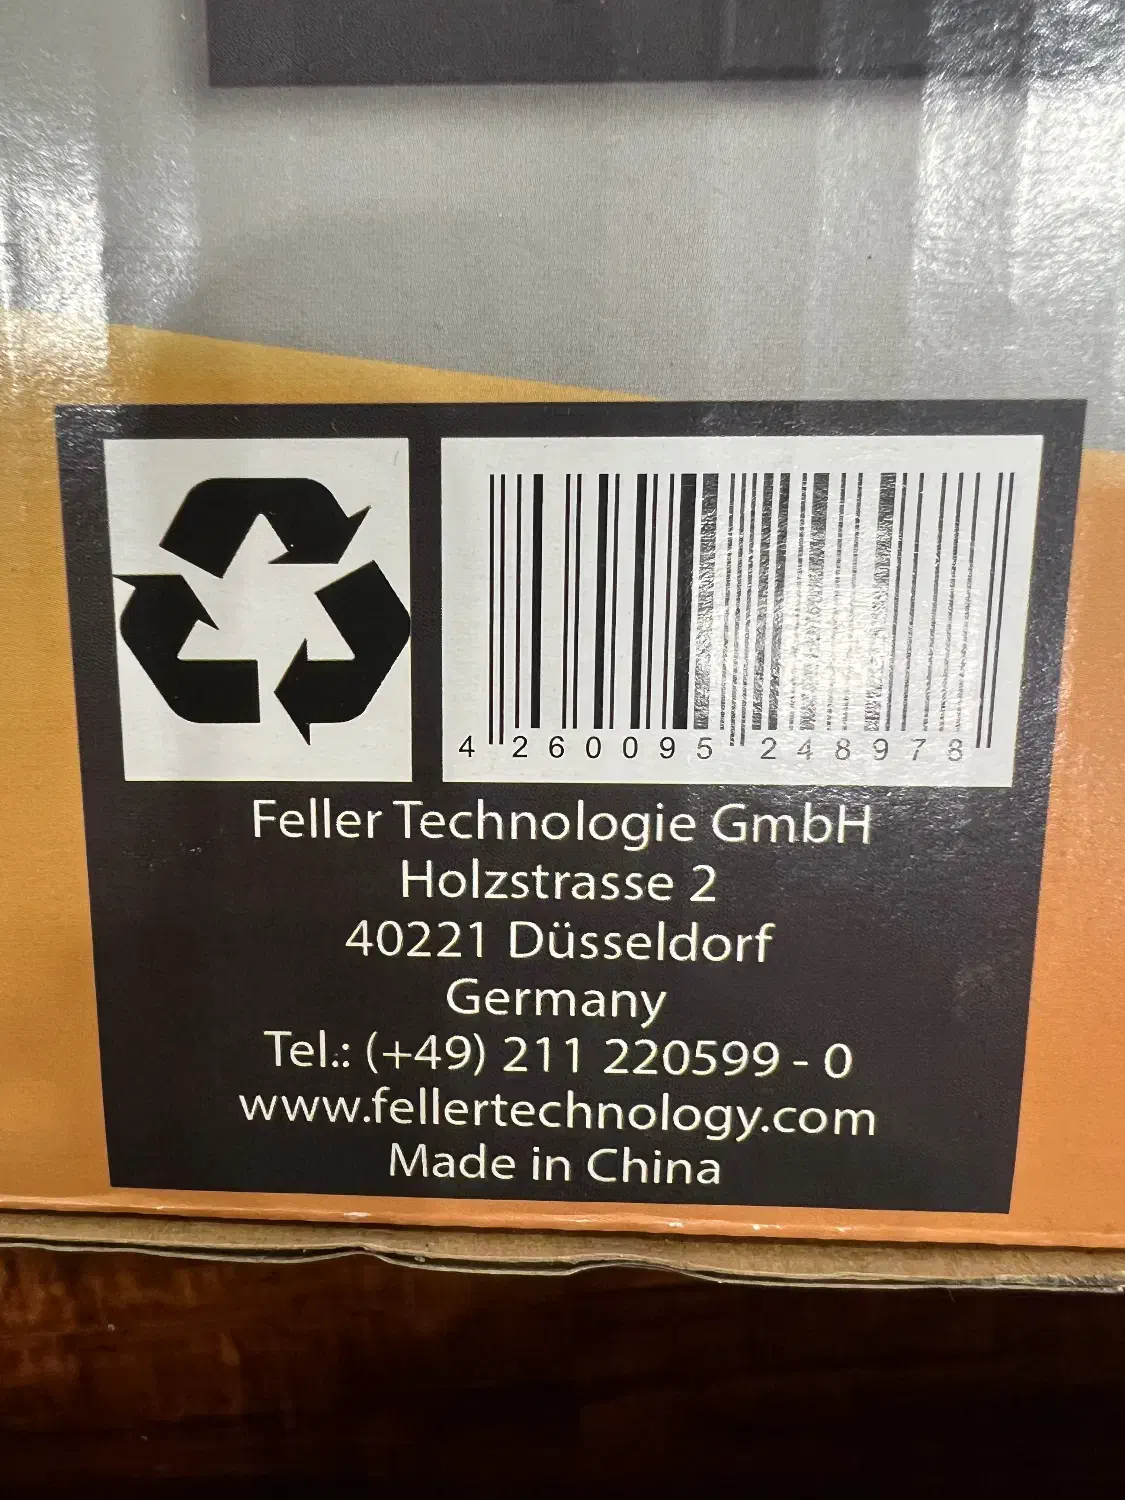 4 260095 248978
Feller Technologie GmbH
Holzstrasse 2
40221 Düsseldorf
Germany
Tel.: (+49) 211 220599 - 0
www.fellertechnology.com
Made in China